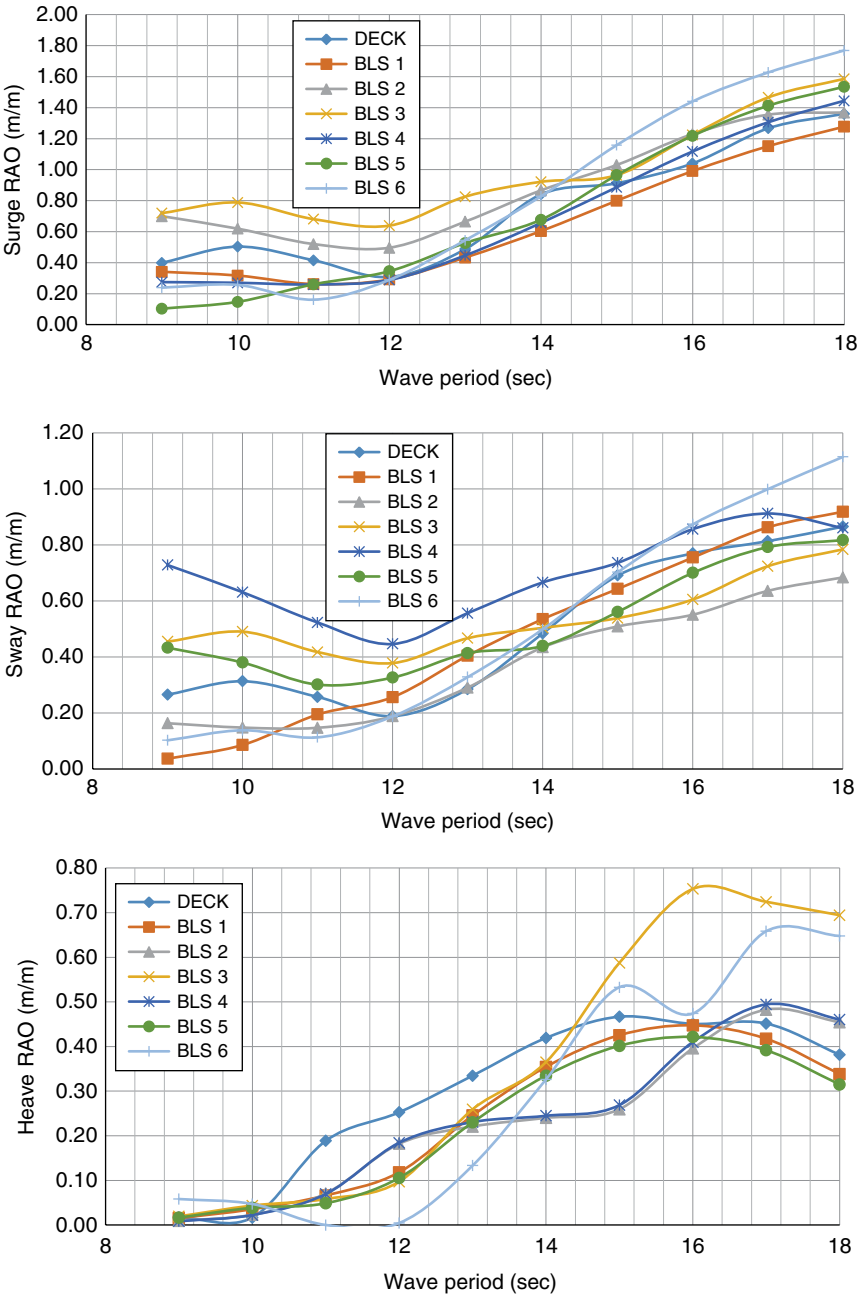 2.00
1.80
1.60
1.40
1.20
1.00
0.80
0.60
0.40
0.20
0.00
Surge RAO (m/m)
DECK
BLS 1
BLS 2
BLS 3
BLS 4
BLS 5
BLS 6
8 10 12 14 16 18
Wave period (sec)
1.20
1.00
0.80
0.60
0.40
0.20
0.00
Sway RAO (m/m)
DECK
BLS 1
BLS 2
BLS 3
BLS 4
BLS 5
BLS 6
8 10 12 14 16 18
Wave period (sec)
0.80
0.70
0.60
0.50
0.40
0.30
0.20
0.10
0.00
Heave RAO (m/m)
DECK
BLS 1
BLS 2
BLS 3
BLS 4
BLS 5
BLS 6
8 10 12 14 16 18
Wave period (sec)